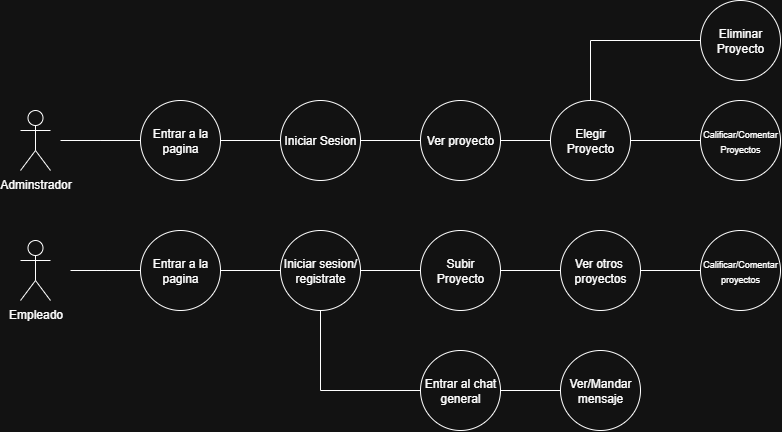 Eliminar
Proyecto
Entrar a la
pagina
Iniciar Sesion
Ver proyecto
Elegir
Proyecto
Calificar/Comentar
Proyectos
Adminstrador
Entrar a la
pagina
Iniciar sesion/
registrate
Subir
Proyecto
Ver otros
proyectos
Calificar/Comentar
proyectos
Empleado
Entrar al chat
general
Ver/Mandar
mensaje